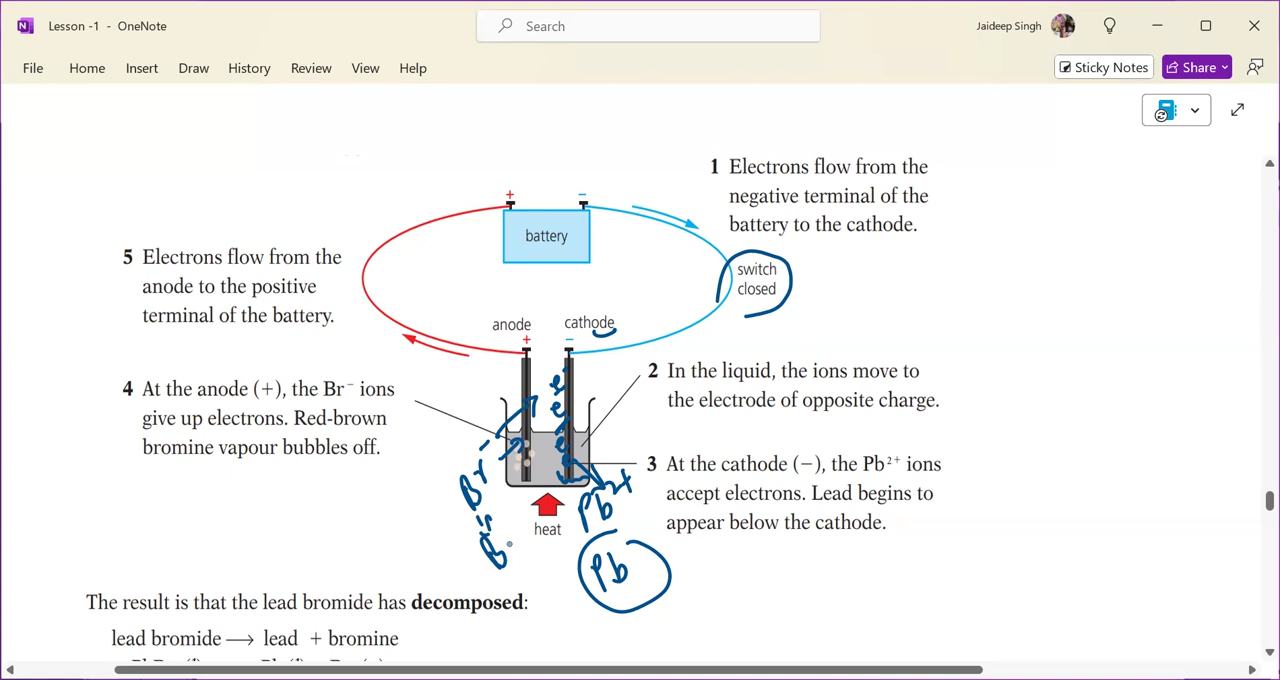 Lesson -1 - OneNote
Search
Jaideep Singh
File Home Insert Draw History Review View Help
Sticky Notes
Share
1 Electrons flow from the
negative terminal of the
battery to the cathode.
+ −
battery
switch
closed
5 Electrons flow from the
anode to the positive
terminal of the battery.
anode cathode
+ −
4 At the anode (+), the Br⁻ ions
give up electrons. Red-brown
bromine vapour bubbles off.
2 In the liquid, the ions move to
the electrode of opposite charge.
3 At the cathode (−), the Pb²⁺ ions
accept electrons. Lead begins to
appear below the cathode.
heat
Br⁻
Pb²⁺
Pb
The result is that the lead bromide has decomposed:
lead bromide ⟶ lead + bromine